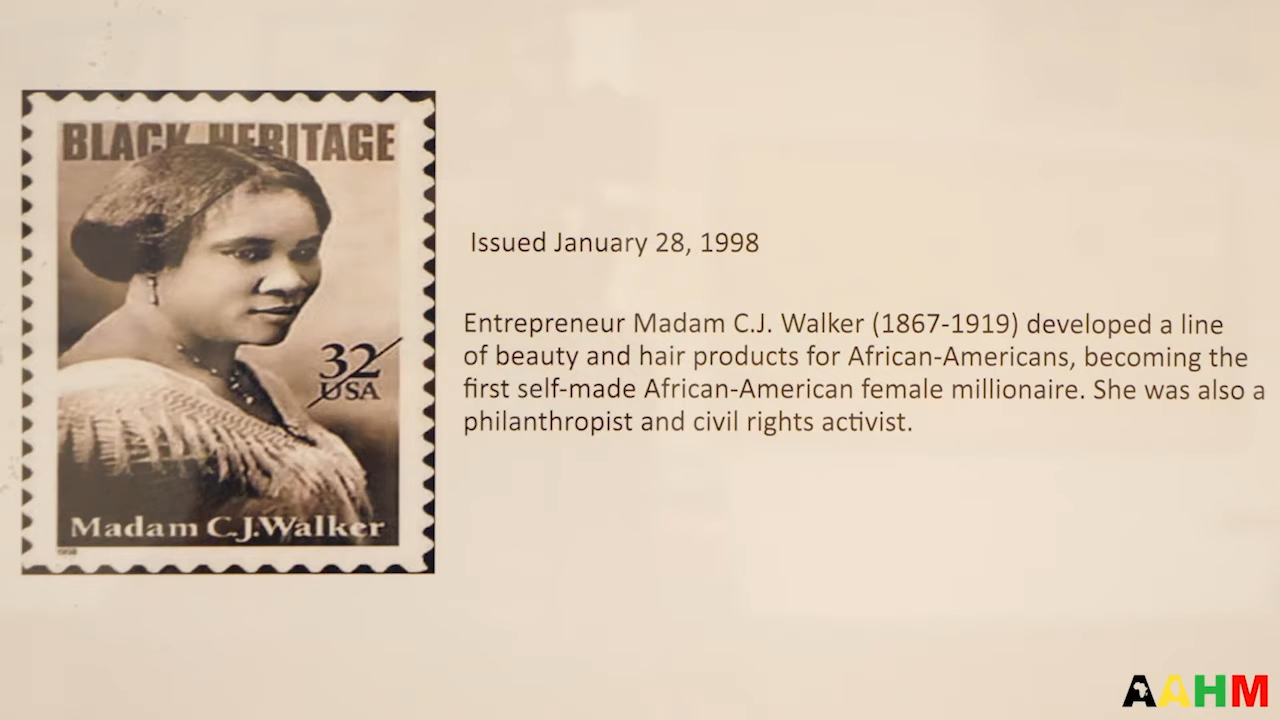 BLACK HERITAGE
32
USA
Madam C.J. Walker
1998
Issued January 28, 1998
Entrepreneur Madam C.J. Walker (1867-1919) developed a line
of beauty and hair products for African-Americans, becoming the
first self-made African-American female millionaire. She was also a
philanthropist and civil rights activist.
AAHM